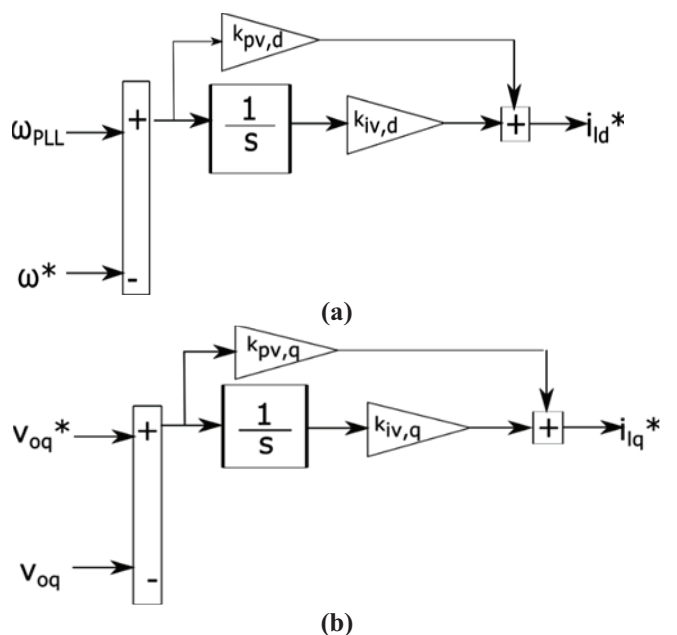 k_pv,d
+
1
s
k_iv,d
+
i_ld*
ω_PLL
ω*
-
(a)
k_pv,q
v_oq*
+
1
s
k_iv,q
+
i_lq*
v_oq
-
(b)